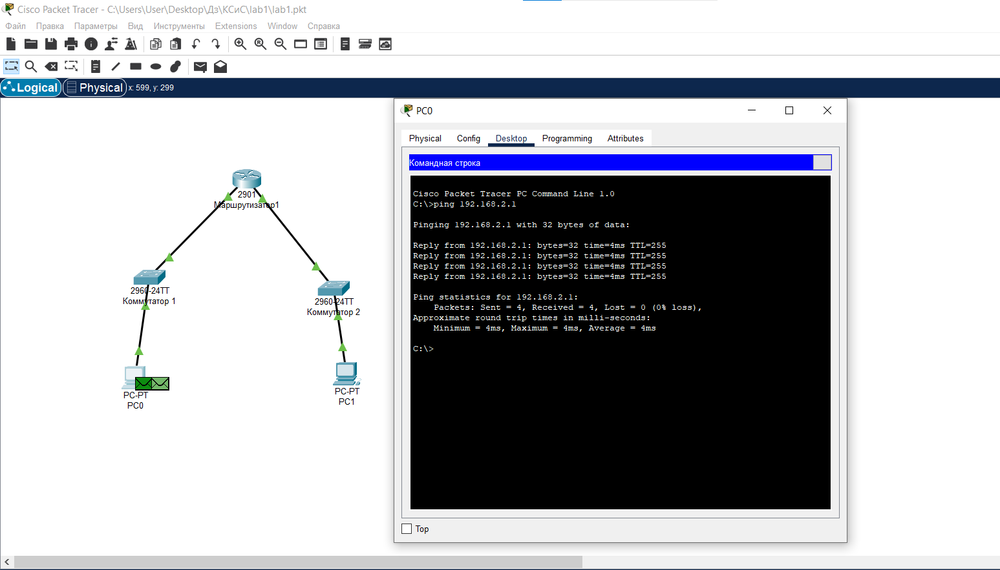 Cisco Packet Tracer - C:\Users\User\Desktop\Дз\КСиС\lab1\lab1.pkt
Файл Правка Параметры Вид Инструменты Extensions Window Справка
Logical Physical x: 599, y: 299
2901
Маршрутизатор1
2960-24TT
Коммутатор 1
2960-24TT
Коммутатор 2
PC-PT
PC0
PC-PT
PC1
PC0
Physical Config Desktop Programming Attributes
Командная строка
Cisco Packet Tracer PC Command Line 1.0
C:\>ping 192.168.2.1
Pinging 192.168.2.1 with 32 bytes of data:
Reply from 192.168.2.1: bytes=32 time=4ms TTL=255
Reply from 192.168.2.1: bytes=32 time=4ms TTL=255
Reply from 192.168.2.1: bytes=32 time=4ms TTL=255
Reply from 192.168.2.1: bytes=32 time=4ms TTL=255
Ping statistics for 192.168.2.1:
Packets: Sent = 4, Received = 4, Lost = 0 (0% loss),
Approximate round trip times in milli-seconds:
Minimum = 4ms, Maximum = 4ms, Average = 4ms
C:\>
Top